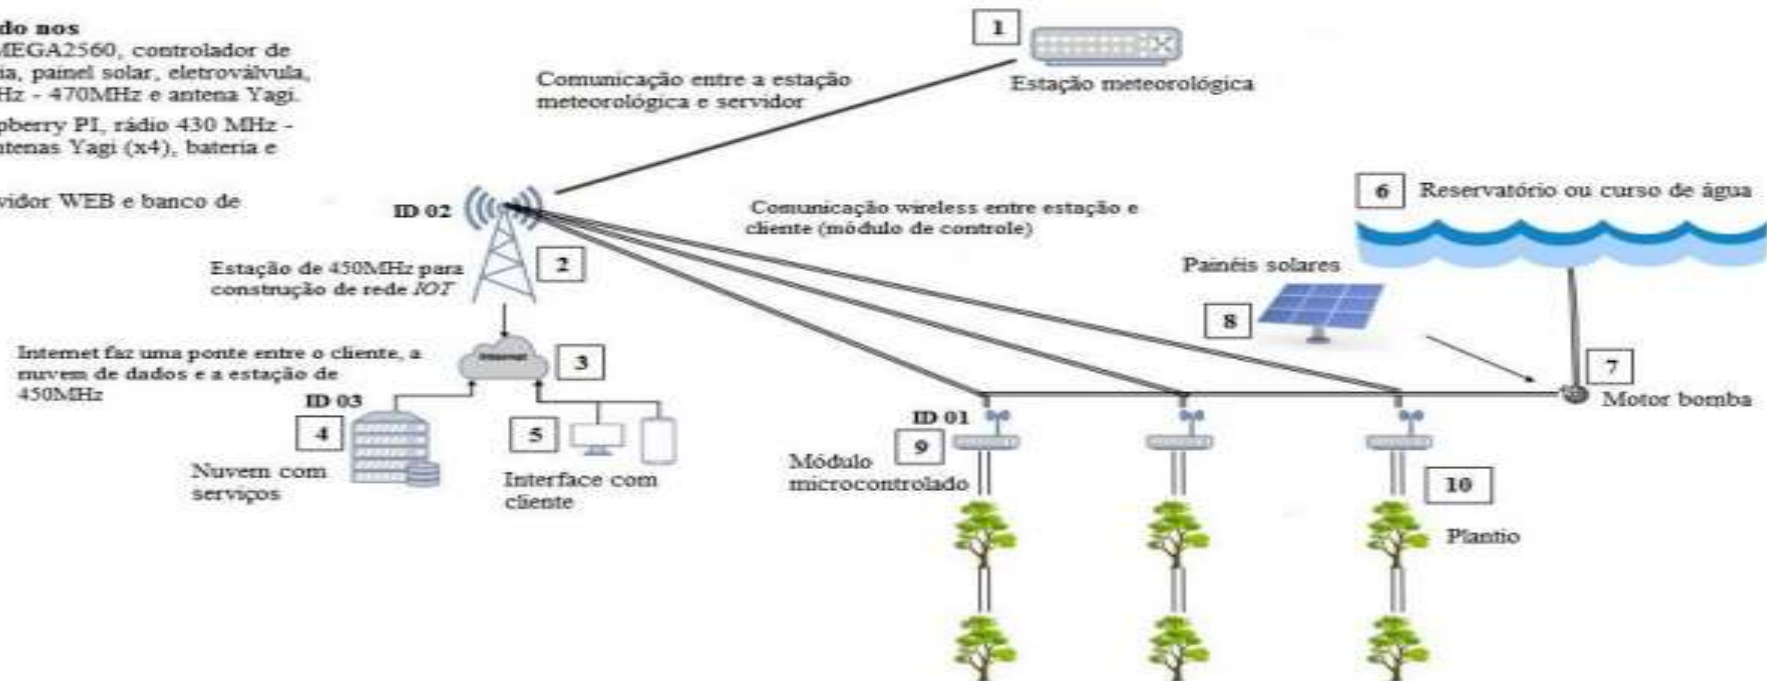 do nos
MEGA2560, controlador de
ia, painel solar, eletroválvula,
Hz - 470MHz e antena Yagi.
pberry PI, rádio 430 MHz -
ntenas Yagi (x4), bateria e
vidor WEB e banco de
1
Estação meteorológica
Comunicação entre a estação
meteorológica e servidor
ID 02
2
Estação de 450MHz para
construção de rede IOT
Comunicação wireless entre estação e
cliente (módulo de controle)
6
Reservatório ou curso de água
Painéis solares
8
7
Motor bomba
Internet faz uma ponte entre o cliente, a
nuvem de dados e a estação de
450MHz
Internet
3
ID 03
4
Nuvem com
serviços
5
Interface com
cliente
ID 01
9
Módulo
microcontrolado
10
Plantio